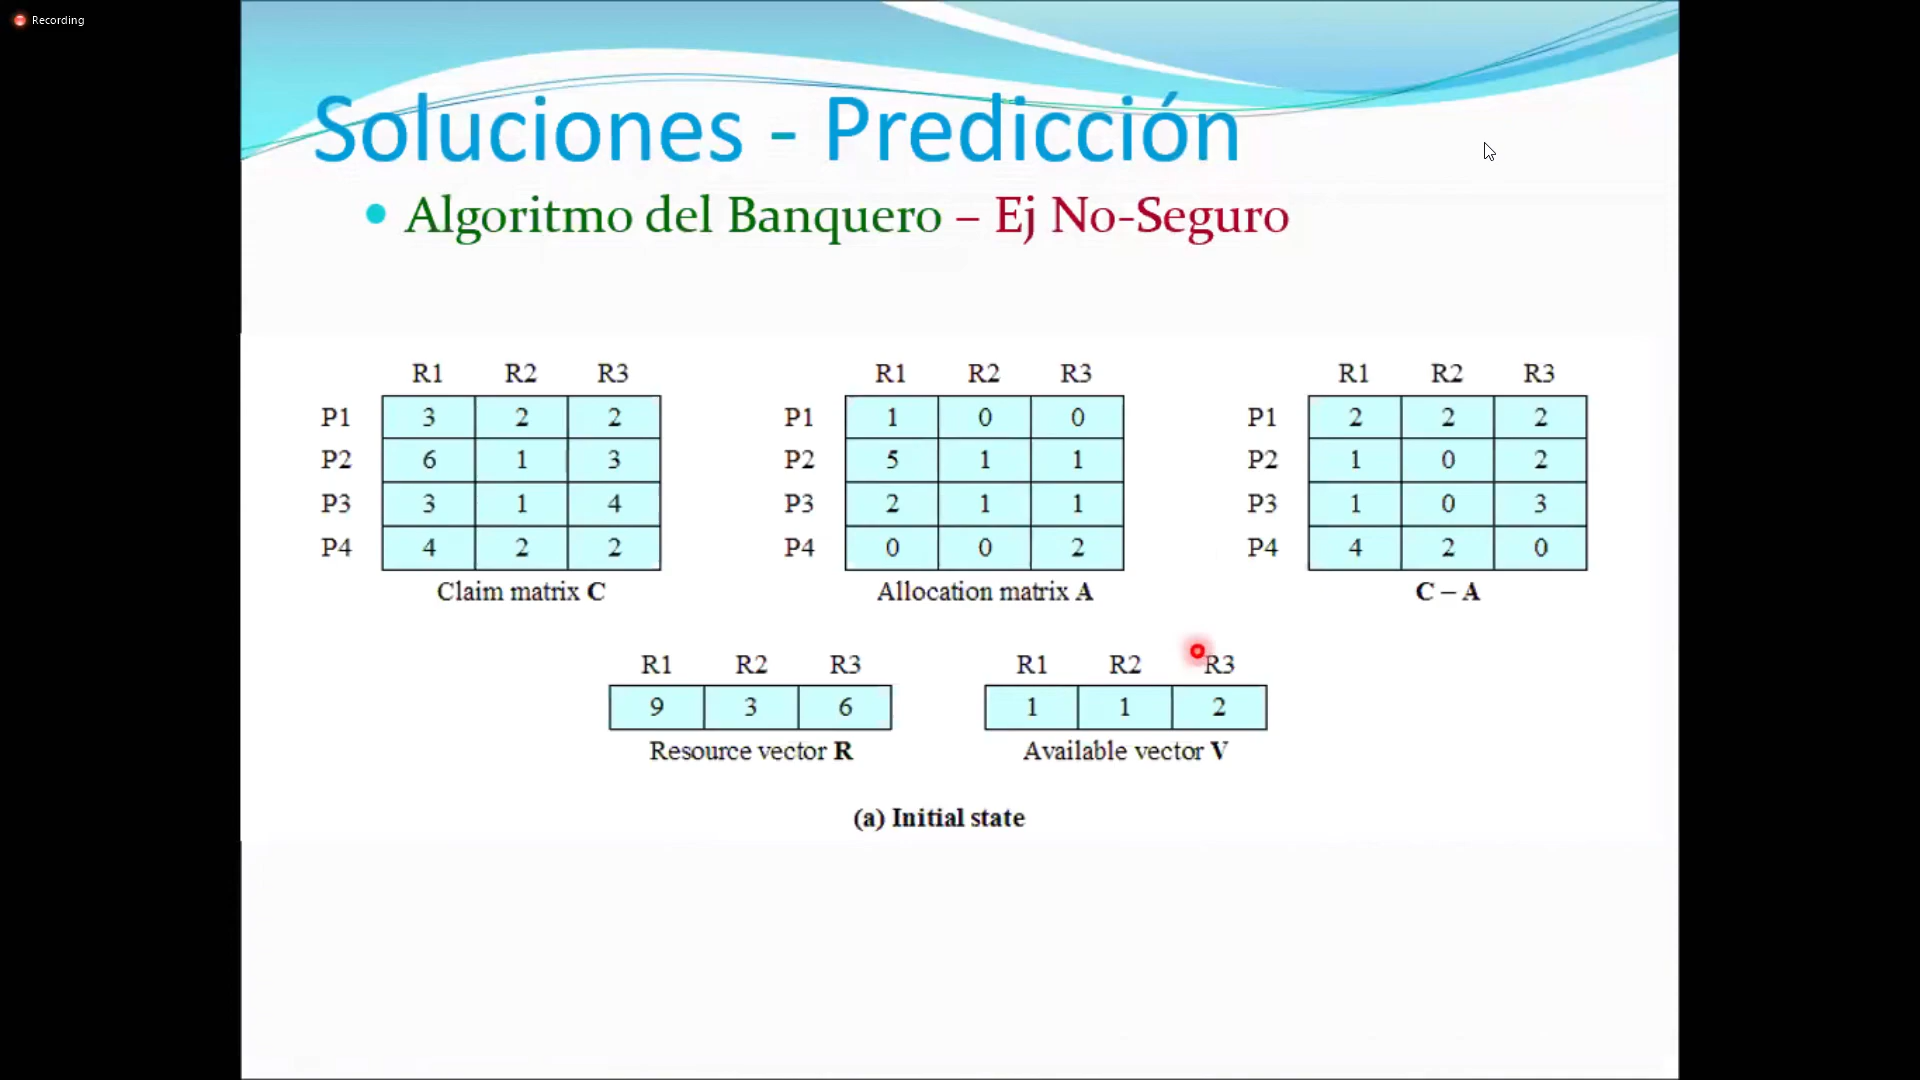 Recording
Soluciones - Predicción
Algoritmo del Banquero – Ej No-Seguro
R1 R2 R3 R1 R2 R3 R1 R2 R3
P1 3 2 2 P1 1 0 0 P1 2 2 2
P2 6 1 3 P2 5 1 1 P2 1 0 2
P3 3 1 4 P3 2 1 1 P3 1 0 3
P4 4 2 2 P4 0 0 2 P4 4 2 0
Claim matrix C Allocation matrix A C – A
R1 R2 R3 R1 R2 R3
9 3 6 1 1 2
Resource vector R Available vector V
(a) Initial state